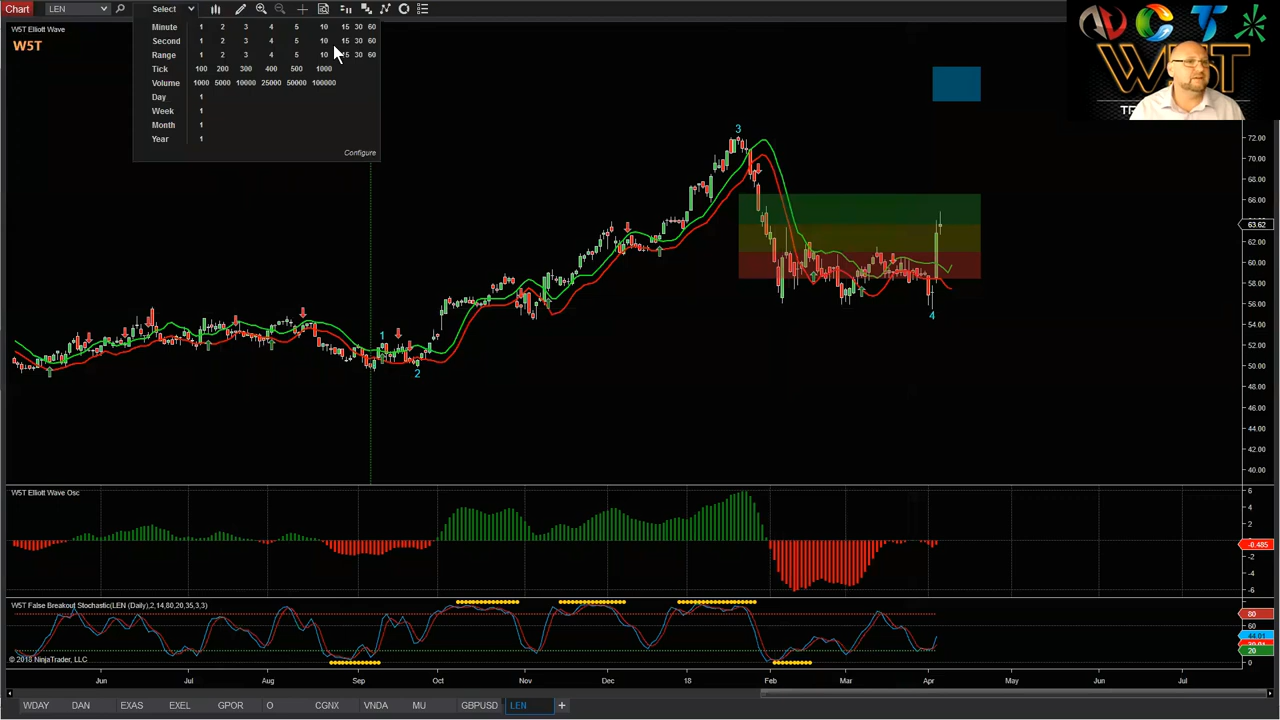 Chart LEN Select
W5T Elliott Wave
W5T
Minute 1 2 3 4 5 10 15 30 60
Second 1 2 3 4 5 10 15 30 60
Range 1 2 3 4 5 10 15 30 60
Tick 100 200 300 400 500 1000
Volume 1000 5000 10000 25000 50000 100000
Day 1
Week 1
Month 1
Year 1
Configure
W5T
3
1
2
4
72.00
70.00
68.00
66.00
63.62
62.00
60.00
58.00
56.00
54.00
52.00
50.00
48.00
46.00
44.00
42.00
40.00
W5T Elliott Wave Osc
6
4
2
-0.485
-2
-4
-6
W5T False Breakout Stochastic(LEN (Daily),2,14,80,20,35,3,3)
80
60
44.01
20
0
© 2018 NinjaTrader, LLC
Jun Jul Aug Sep Oct Nov Dec 18 Feb Mar Apr May Jun Jul
WDAY DAN EXAS EXEL GPOR O CGNX VNDA MU GBPUSD LEN +